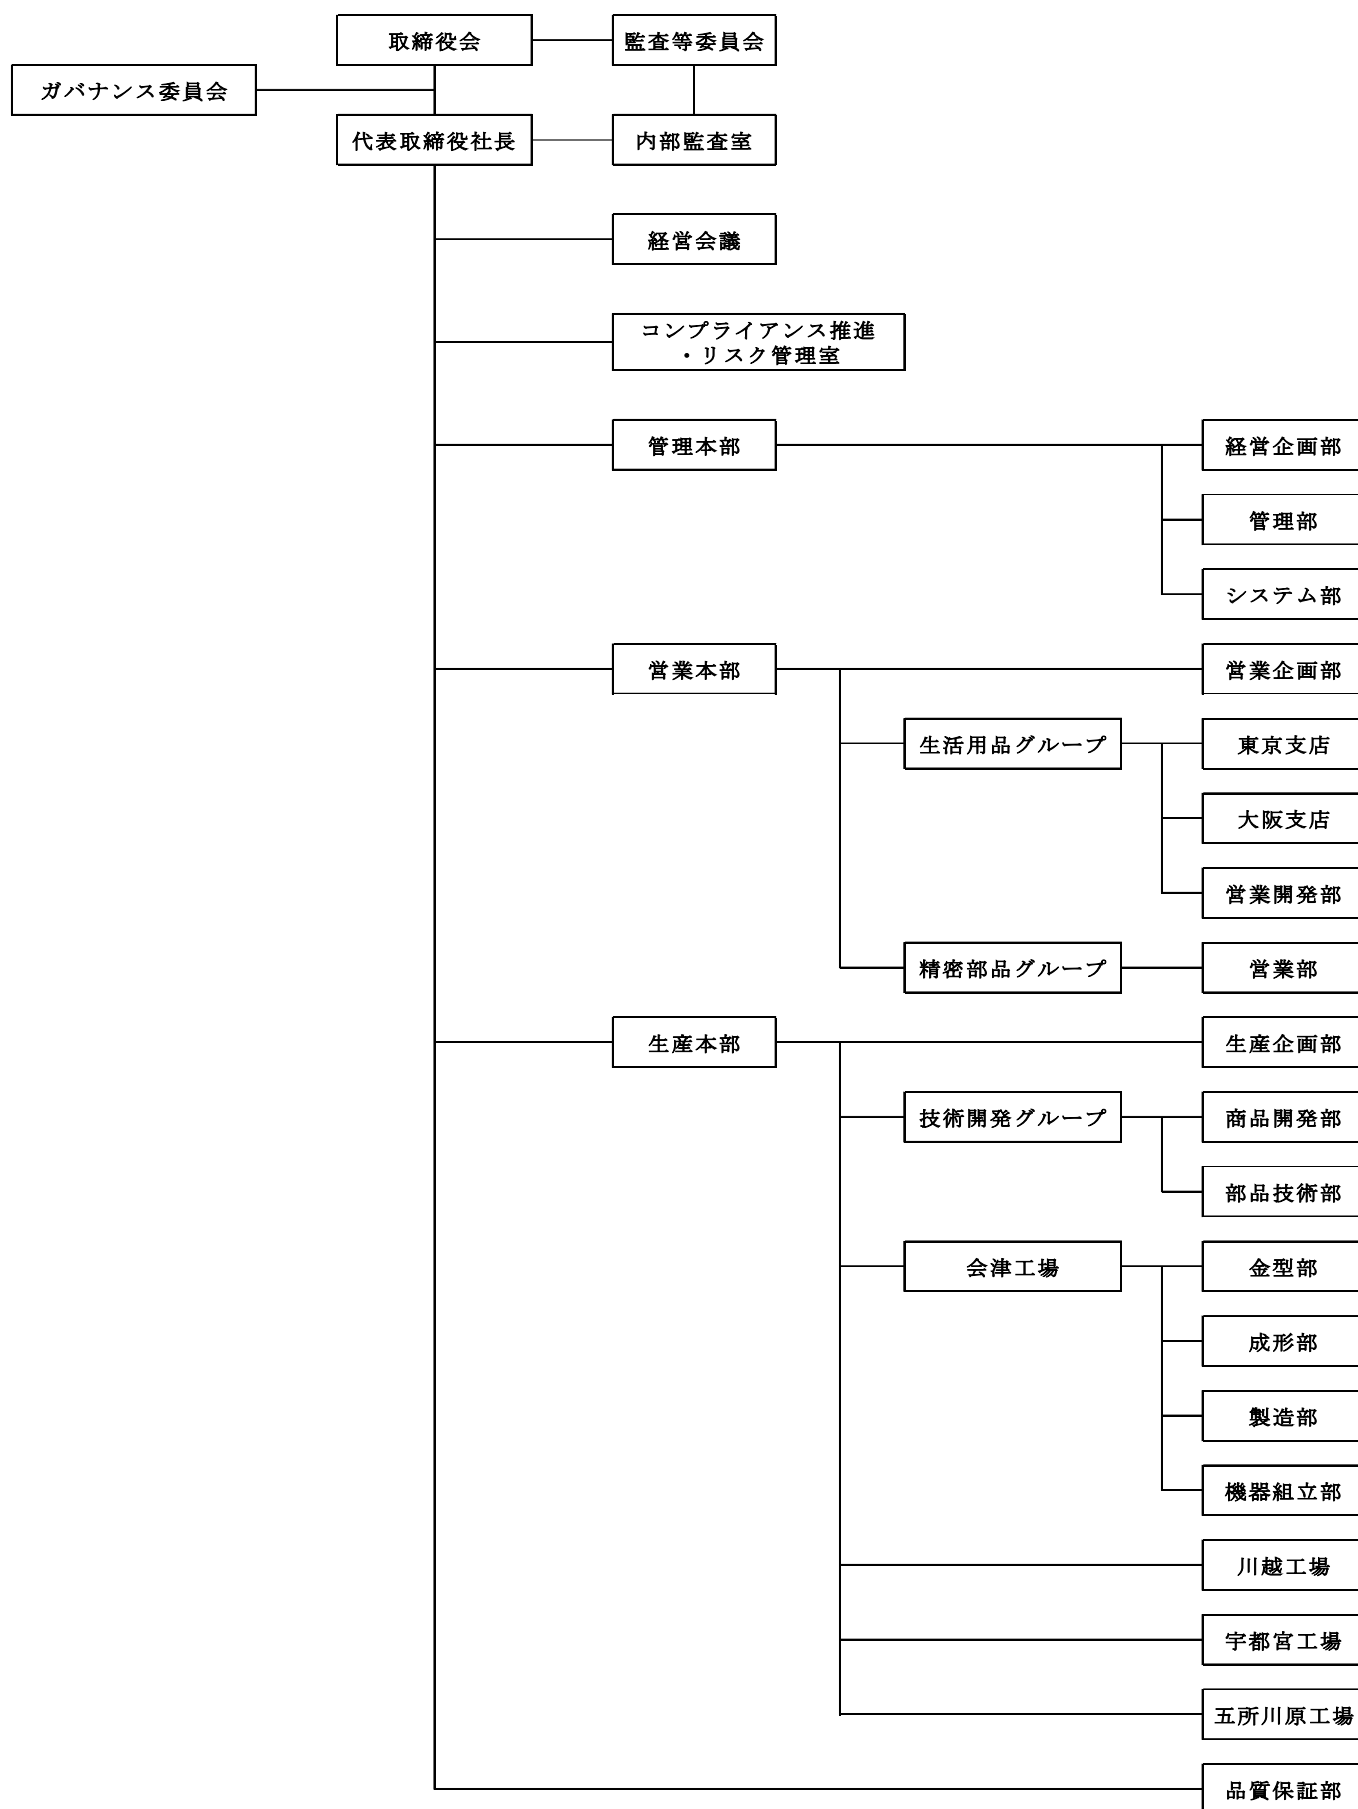 取締役会
監査等委員会
ガバナンス委員会
代表取締役社長
内部監査室
経営会議
コンプライアンス推進
・リスク管理室
管理本部
経営企画部
管理部
システム部
営業本部
営業企画部
生活用品グループ
東京支店
大阪支店
営業開発部
精密部品グループ
営業部
生産本部
生産企画部
技術開発グループ
商品開発部
部品技術部
会津工場
金型部
成形部
製造部
機器組立部
川越工場
宇都宮工場
五所川原工場
品質保証部